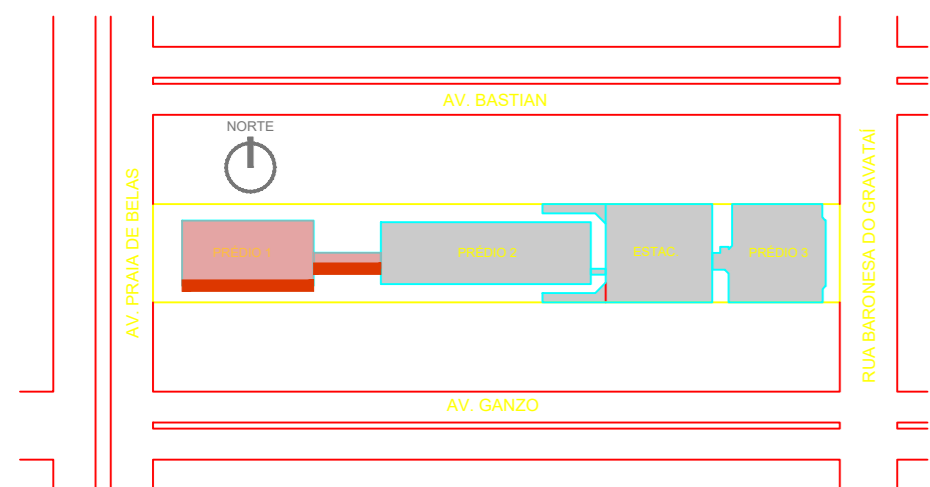 AV. BASTIAN
NORTE
AV. PRAIA DE BELAS
PRÉDIO 1
PRÉDIO 2
ESTAC.
PRÉDIO 3
RUA BARONESA DO GRAVATAÍ
AV. GANZO